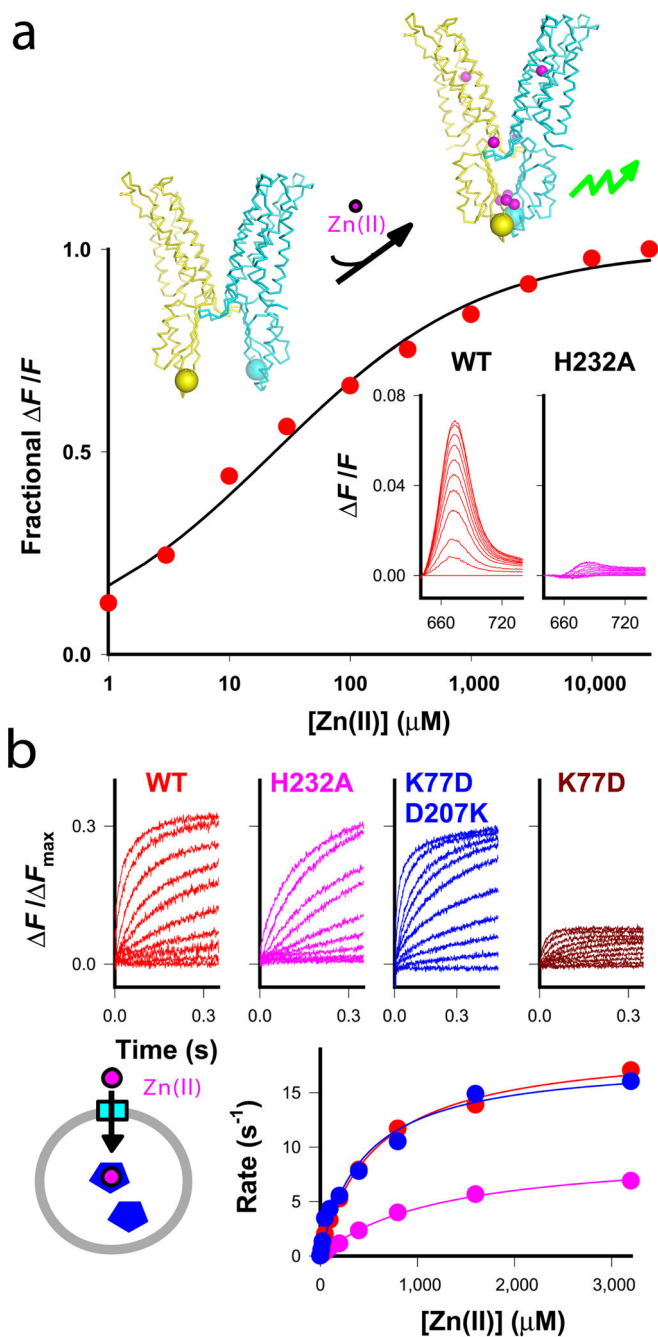 a
Zn(II)
1.0
0.5
0.0
Fractional ΔF/F
1 10 100 1,000 10,000
[Zn(II)] (μM)
WT H232A
0.08
0.04
0.00
ΔF/F
660 720 660 720
b
WT H232A K77D K77D
D207K
0.3
0.0
ΔF/ΔFmax
0.0 0.3 0.0 0.3 0.0 0.3 0.0 0.3
Time (s)
Zn(II)
15
10
5
0
Rate (s-1)
0 1,000 2,000 3,000
[Zn(II)] (μM)